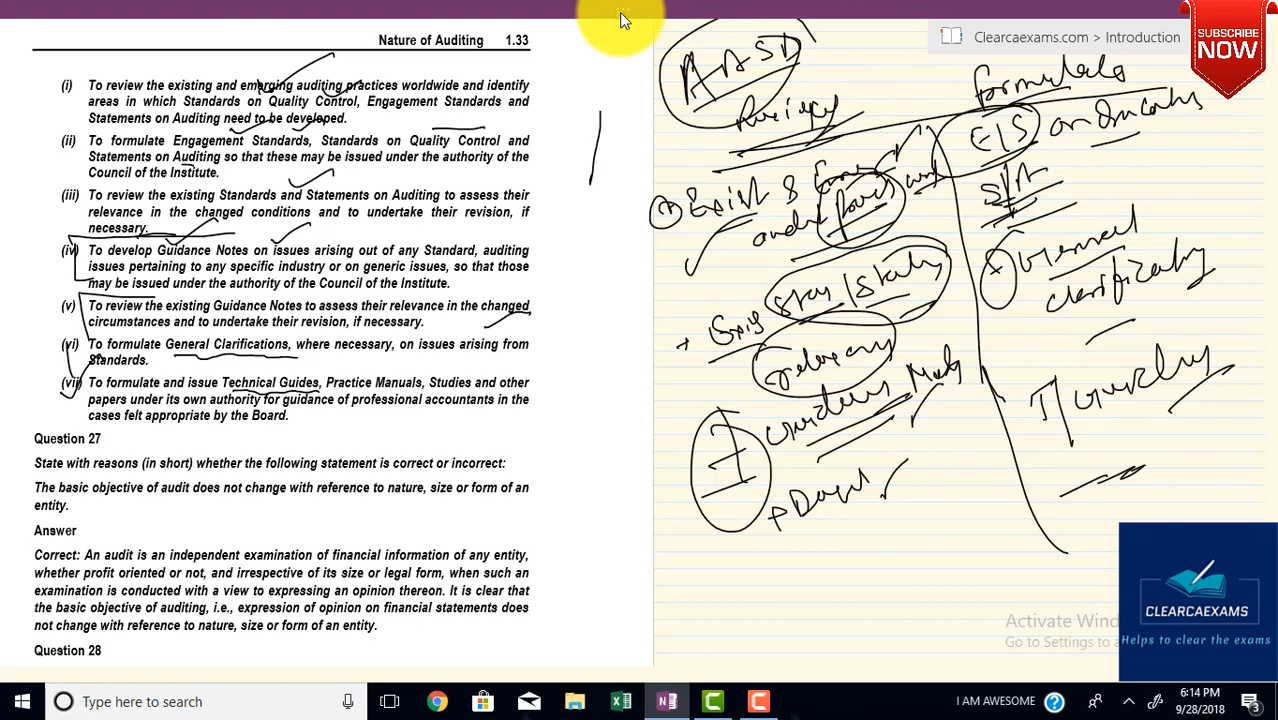 Nature of Auditing 1.33
(i) To review the existing and emerging auditing practices worldwide and identify
areas in which Standards on Quality Control, Engagement Standards and
Statements on Auditing need to be developed.
(ii) To formulate Engagement Standards, Standards on Quality Control and
Statements on Auditing so that these may be issued under the authority of the
Council of the Institute.
(iii) To review the existing Standards and Statements on Auditing to assess their
relevance in the changed conditions and to undertake their revision, if
necessary.
(iv) To develop Guidance Notes on issues arising out of any Standard, auditing
issues pertaining to any specific industry or on generic issues, so that those
may be issued under the authority of the Council of the Institute.
(v) To review the existing Guidance Notes to assess their relevance in the changed
circumstances and to undertake their revision, if necessary.
(vi) To formulate General Clarifications, where necessary, on issues arising from
Standards.
(vii) To formulate and issue Technical Guides, Practice Manuals, Studies and other
papers under its own authority for guidance of professional accountants in the
cases felt appropriate by the Board.
Question 27
State with reasons (in short) whether the following statement is correct or incorrect:
The basic objective of audit does not change with reference to nature, size or form of an
entity.
Answer
Correct: An audit is an independent examination of financial information of any entity,
whether profit oriented or not, and irrespective of its size or legal form, when such an
examination is conducted with a view to expressing an opinion thereon. It is clear that
the basic objective of auditing, i.e., expression of opinion on financial statements does
not change with reference to nature, size or form of an entity.
Question 28
Clearcaexams.com > Introduction
SUBSCRIBE
NOW
AASB
formulate
E/S
Exist &
General
Activate Wind
Go to Settings to a
CLEARCAEXAMS
Helps to clear the exams
Type here to search
I AM AWESOME
6:14 PM
9/28/2018
3